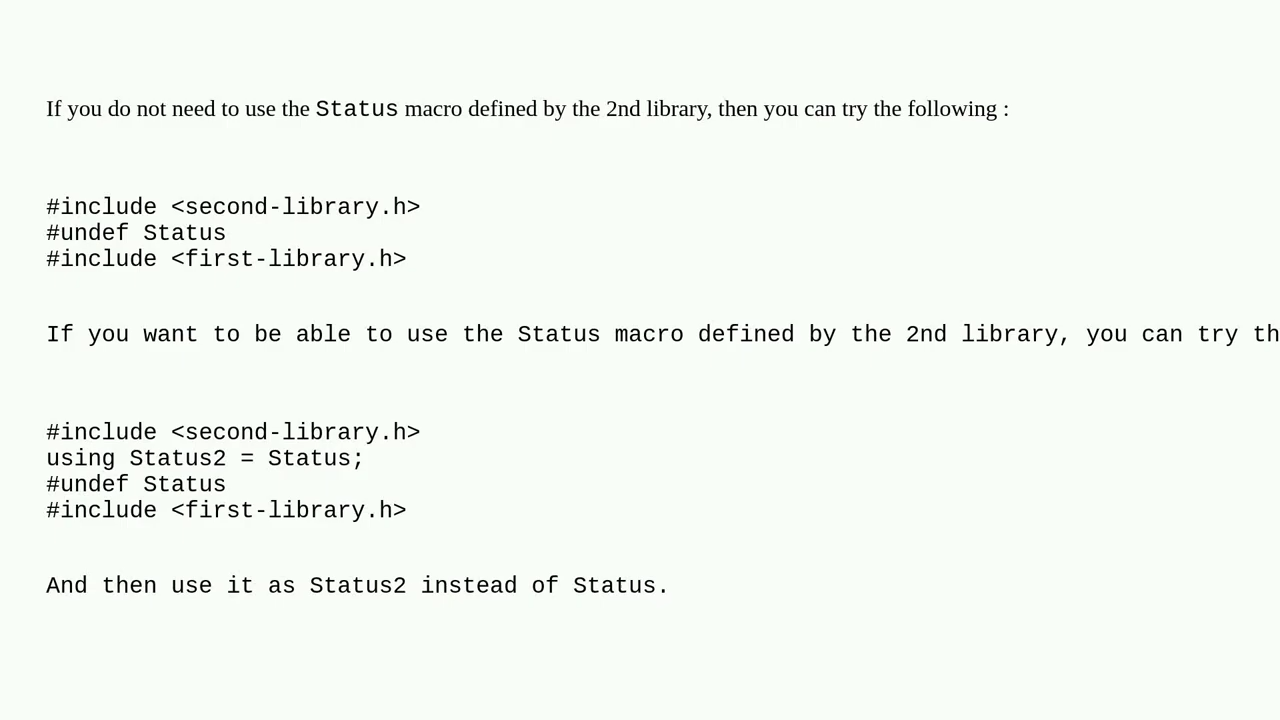 If you do not need to use the Status macro defined by the 2nd library, then you can try the following :
#include <second-library.h>
#undef Status
#include <first-library.h>
If you want to be able to use the Status macro defined by the 2nd library, you can try th
#include <second-library.h>
using Status2 = Status;
#undef Status
#include <first-library.h>
And then use it as Status2 instead of Status.